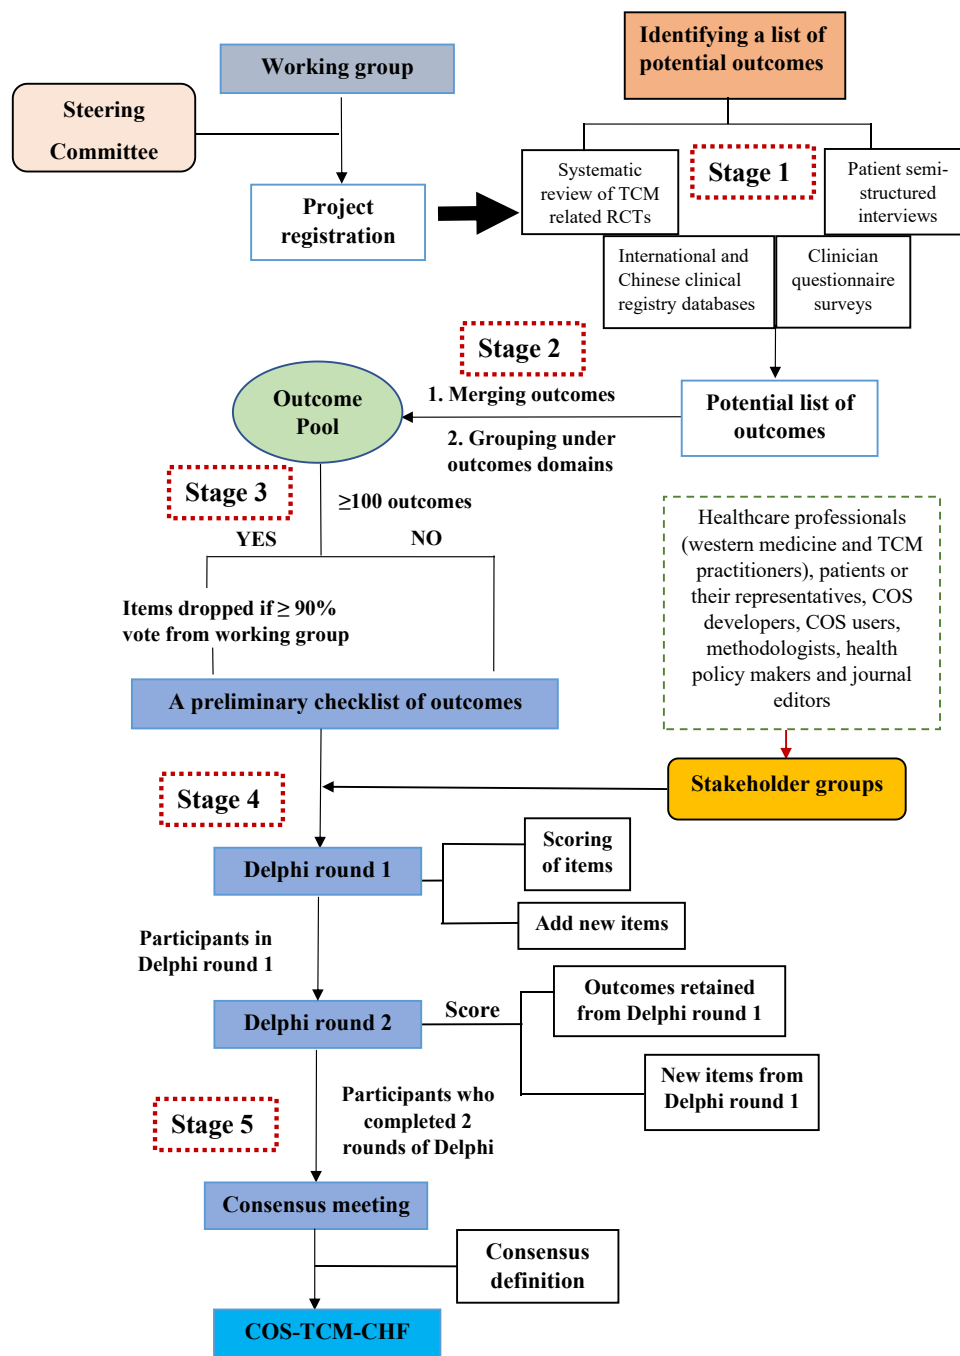 Working group
Identifying a list of
potential outcomes
Steering
Committee
Project
registration
Stage 1
Systematic
review of TCM
related RCTs
Patient semi-
structured
interviews
International and
Chinese clinical
registry databases
Clinician
questionnaire
surveys
Stage 2
1. Merging outcomes
2. Grouping under
outcomes domains
Potential list of
outcomes
Outcome
Pool
Stage 3
≥100 outcomes
YES
NO
Items dropped if ≥ 90%
vote from working group
Healthcare professionals
(western medicine and TCM
practitioners), patients or
their representatives, COS
developers, COS users,
methodologists, health
policy makers and journal
editors
A preliminary checklist of outcomes
Stage 4
Stakeholder groups
Delphi round 1
Scoring
of items
Add new items
Participants in
Delphi round 1
Delphi round 2
Score
Outcomes retained
from Delphi round 1
New items from
Delphi round 1
Stage 5
Participants who
completed 2
rounds of Delphi
Consensus meeting
Consensus
definition
COS-TCM-CHF